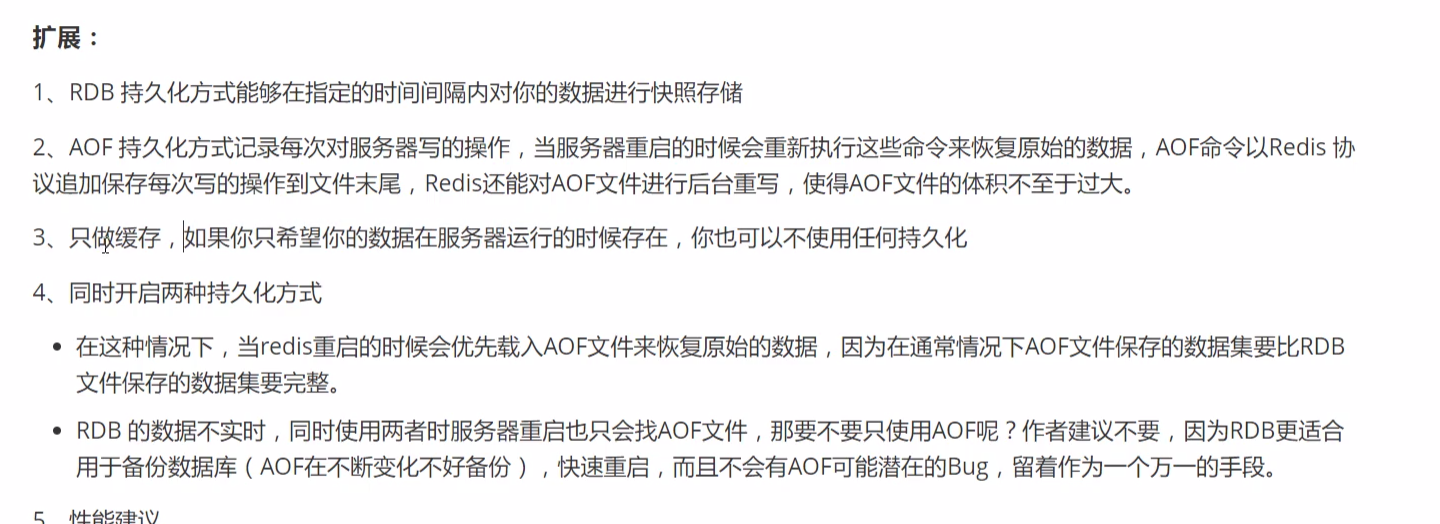 扩展：
1、RDB 持久化方式能够在指定的时间间隔内对你的数据进行快照存储
2、AOF 持久化方式记录每次对服务器写的操作，当服务器重启的时候会重新执行这些命令来恢复原始的数据，AOF命令以Redis 协
议追加保存每次写的操作到文件末尾，Redis还能对AOF文件进行后台重写，使得AOF文件的体积不至于过大。
3、只做缓存，如果你只希望你的数据在服务器运行的时候存在，你也可以不使用任何持久化
4、同时开启两种持久化方式
• 在这种情况下，当redis重启的时候会优先载入AOF文件来恢复原始的数据，因为在通常情况下AOF文件保存的数据集要比RDB
文件保存的数据集要完整。
• RDB 的数据不实时，同时使用两者时服务器重启也只会找AOF文件，那要不要只使用AOF呢？作者建议不要，因为RDB更适合
用于备份数据库（AOF在不断变化不好备份），快速重启，而且不会有AOF可能潜在的Bug，留着作为一个万一的手段。
5、性能建议